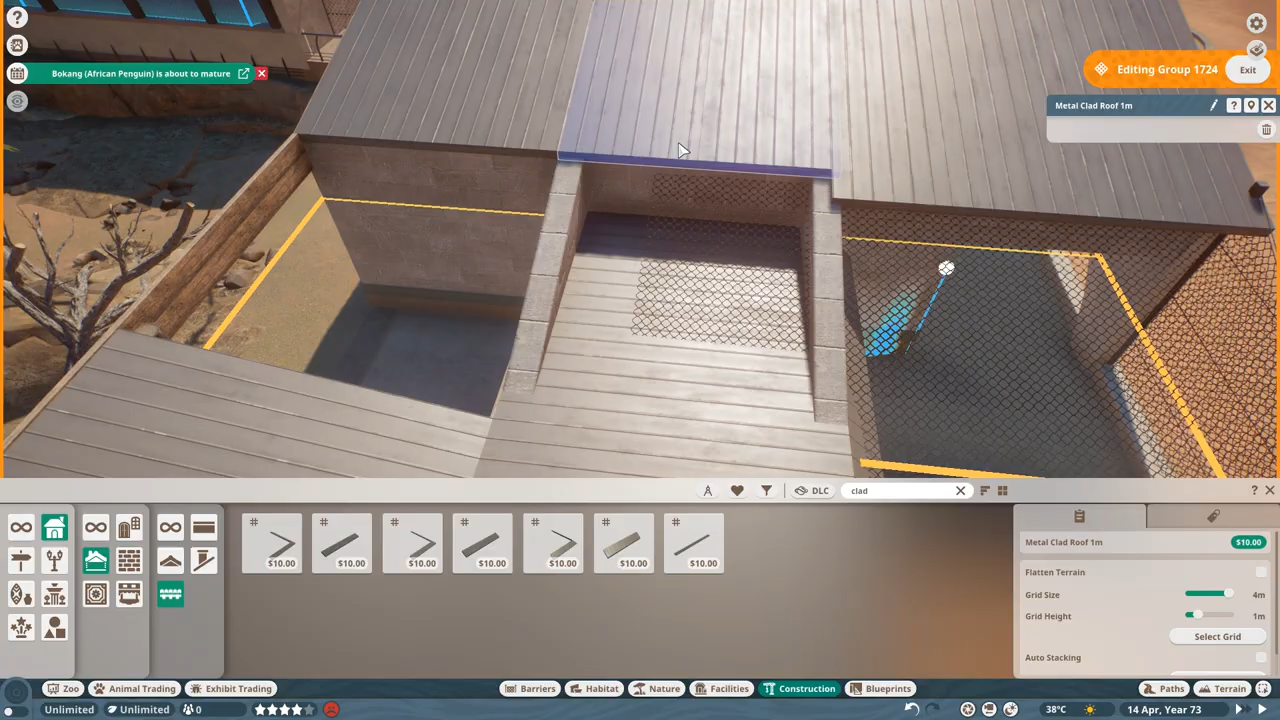 ?
Bokang (African Penguin) is about to mature
Editing Group 1724
Exit
Metal Clad Roof 1m
?
DLC
clad
?
$10.00
$10.00
$10.00
$10.00
$10.00
$10.00
$10.00
Metal Clad Roof 1m
$10.00
Flatten Terrain
Grid Size
4m
Grid Height
1m
Select Grid
Auto Stacking
Zoo
Animal Trading
Exhibit Trading
Barriers
Habitat
Nature
Facilities
Construction
Blueprints
Paths
Terrain
Unlimited
Unlimited
0
38°C
14 Apr, Year 73